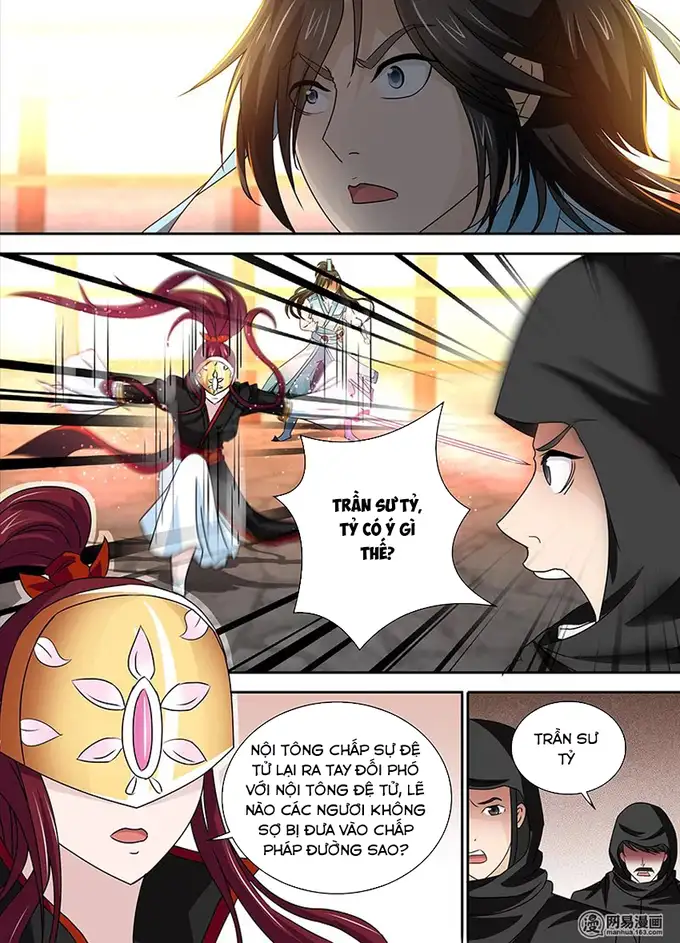 TRẦN SƯ TỶ,
TỶ CÓ Ý GÌ
THẾ?
NỘI TÔNG CHẤP SỰ ĐỆ
TỬ LẠI RA TAY ĐỐI PHÓ
VỚI NỘI TÔNG ĐỆ TỬ, LẼ
NÀO CÁC NGƯƠI KHÔNG
SỢ BỊ ĐƯA VÀO CHẤP
PHÁP ĐƯỜNG SAO?
TRẦN SƯ
TỶ
网易漫画
manhua.163.com